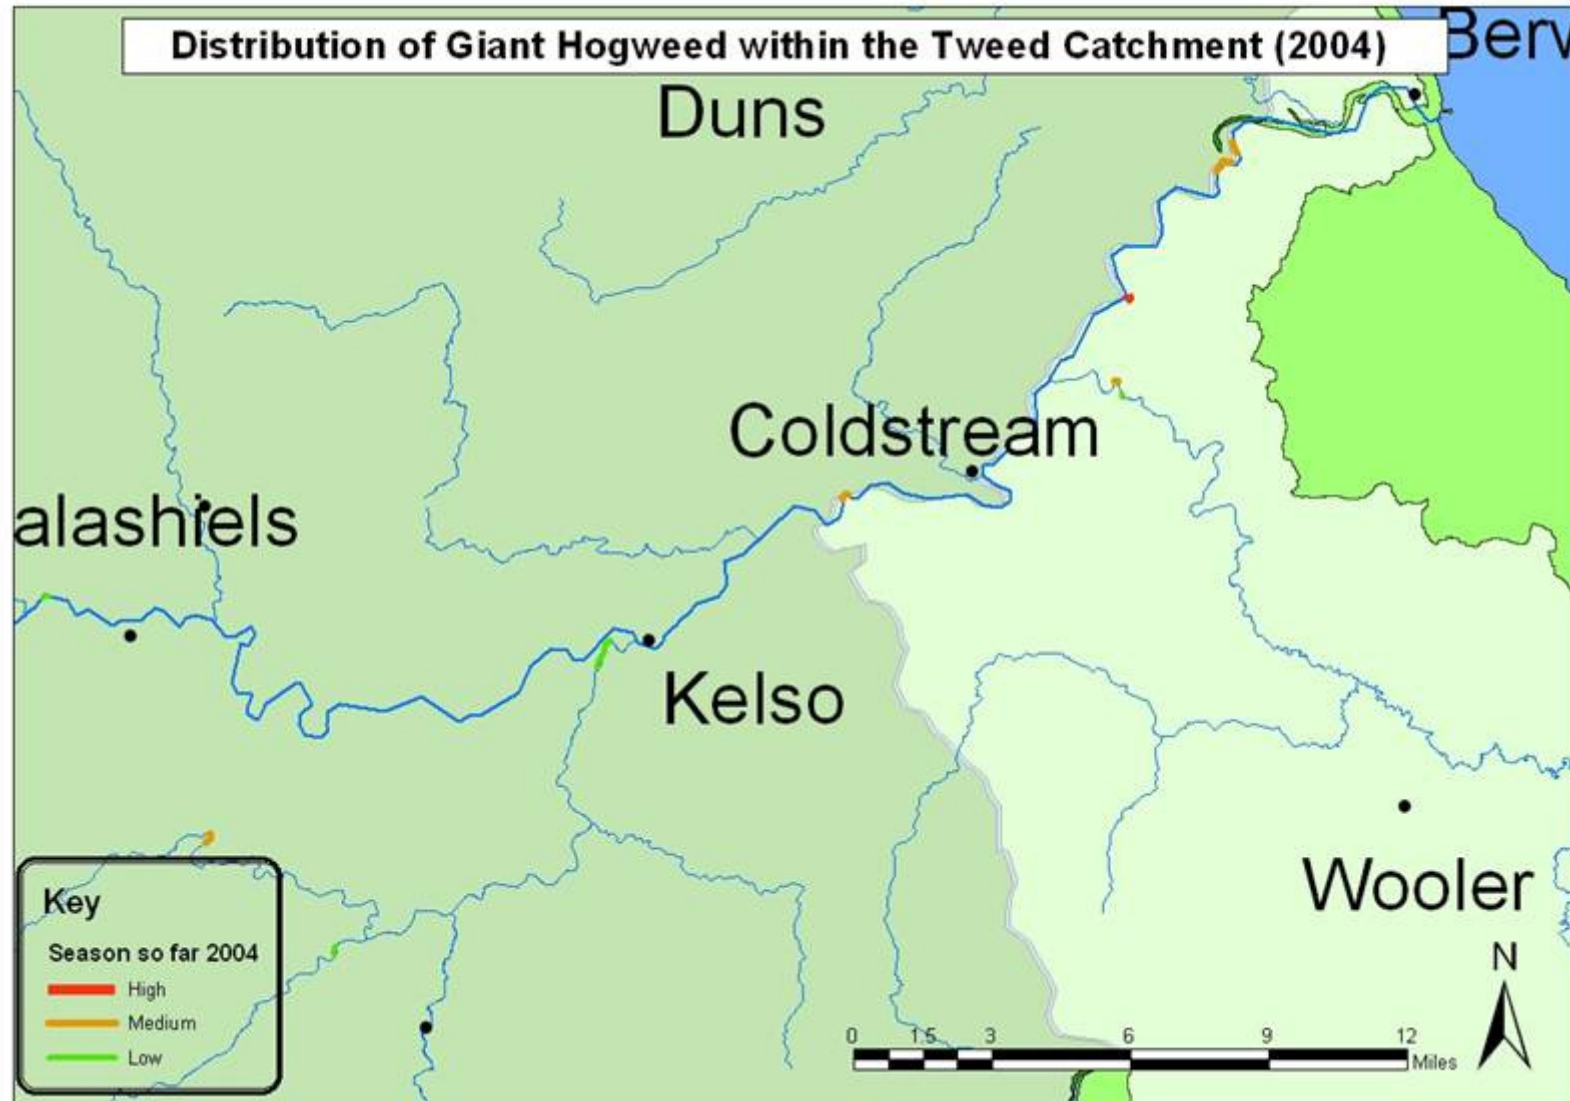 Distribution of Giant Hogweed within the Tweed Catchment (2004)
Berw
Duns
Coldstream
alashiels
Kelso
Wooler
Key
Season so far 2004
High
Medium
Low
N
0 1.5 3 6 9 12
Miles